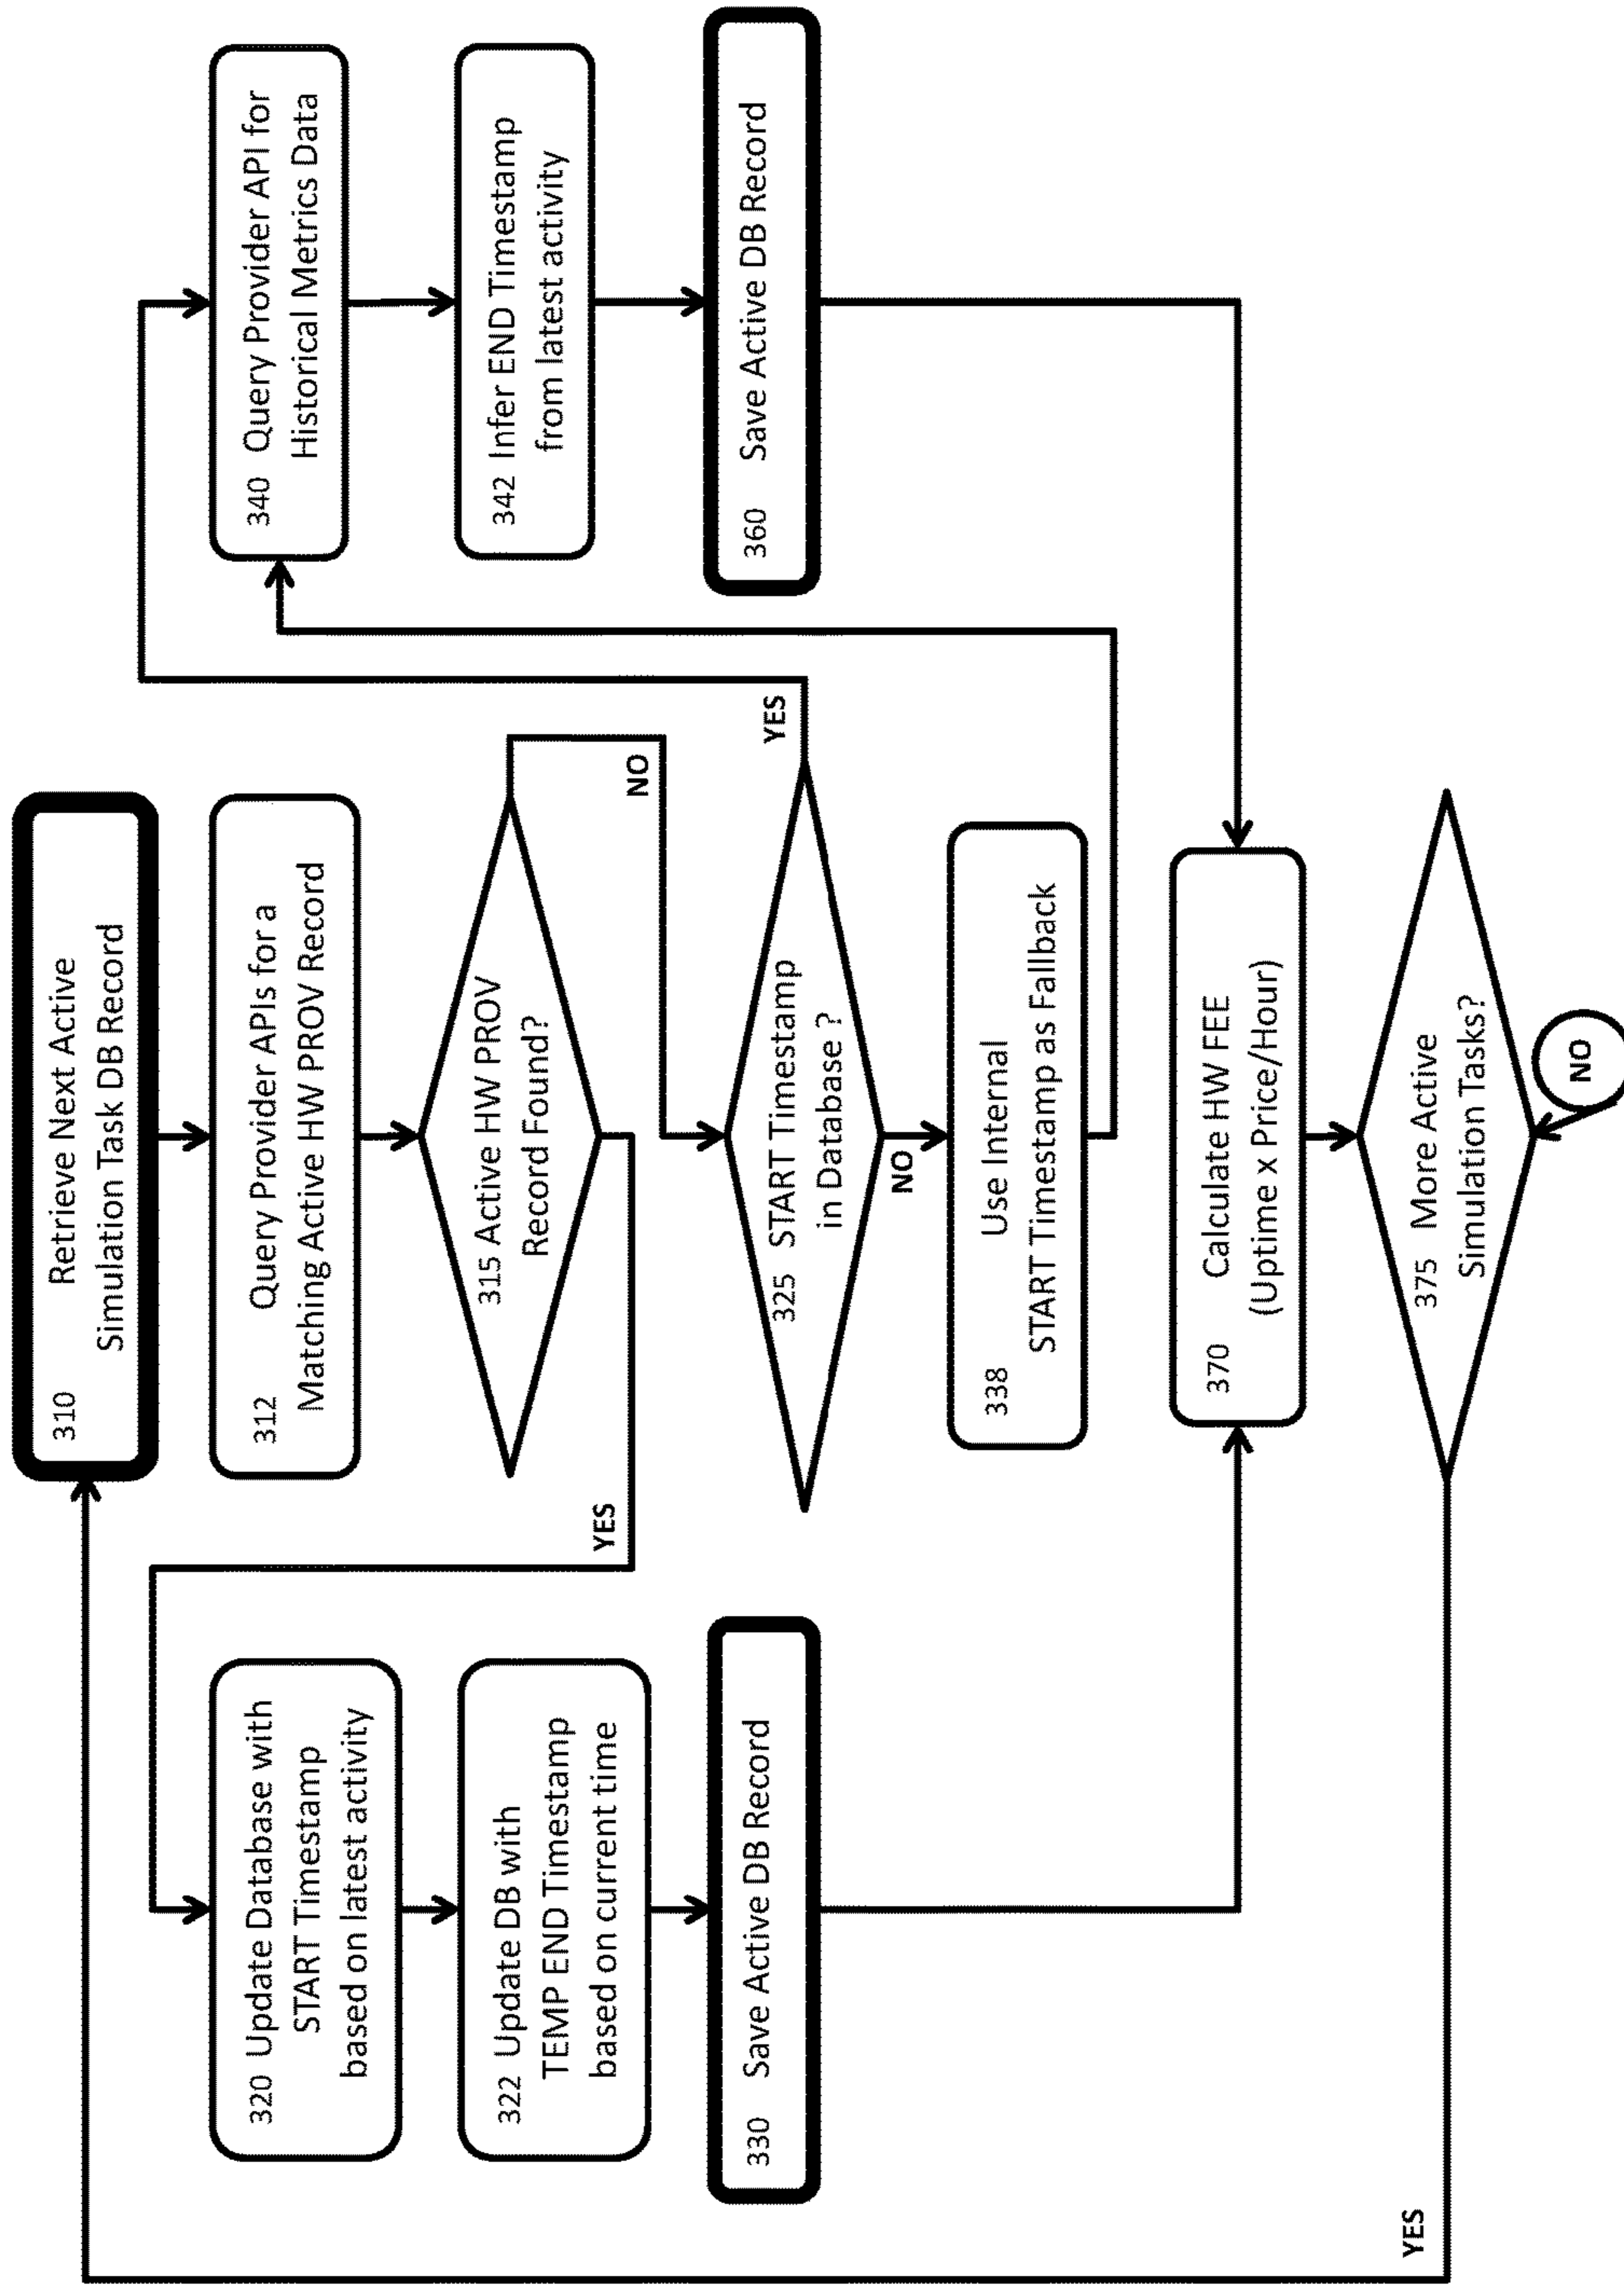 310 Retrieve Next Active
Simulation Task DB Record
312 Query Provider APIs for a
Matching Active HW PROV Record
315 Active HW PROV
Record Found?
YES
NO
320 Update Database with
START Timestamp
based on latest activity
322 Update DB with
TEMP END Timestamp
based on current time
330 Save Active DB Record
325 START Timestamp
in Database ?
YES
NO
338 Use Internal
START Timestamp as Fallback
340 Query Provider API for
Historical Metrics Data
342 Infer END Timestamp
from latest activity
360 Save Active DB Record
370 Calculate HW FEE
(Uptime x Price/Hour)
375 More Active
Simulation Tasks?
YES
NO